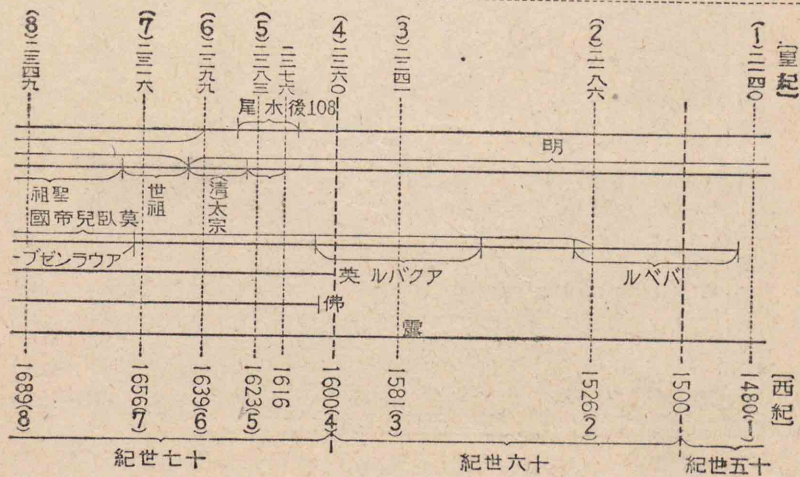 [皇紀]
(1)二一四〇
(2)二一八六
(3)二二四一
(4)二二六〇
二二七六
(5)二二八三
(6)二二九九
(7)二三一六
(8)二三四九
108後水尾
明
(清)太宗
世祖
聖祖
莫臥兒帝國
バベル
アクバル
アウランゼブ
英
佛
露
[西紀]
1480(一)
1500
1526(2)
1581(3)
1600(4)
1616
1623(5)
1639(6)
1656(7)
1689(8)
十五世紀
十六世紀
十七世紀